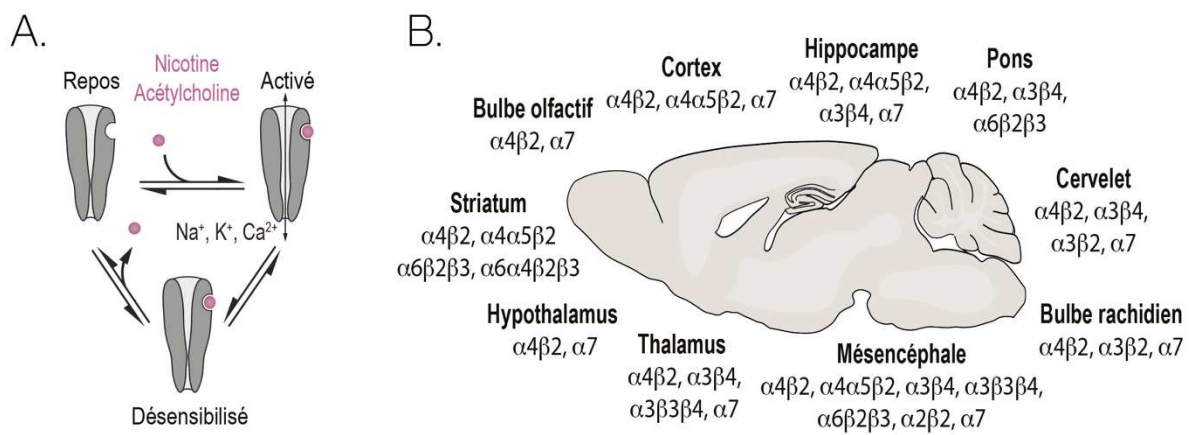 A.
Repos
Nicotine
Acétylcholine
Activé
Na⁺, K⁺, Ca²⁺
Désensibilisé
B.
Bulbe olfactif
α4β2, α7
Cortex
α4β2, α4α5β2, α7
Hippocampe
α4β2, α4α5β2,
α3β4, α7
Pons
α4β2, α3β4,
α6β2β3
Striatum
α4β2, α4α5β2
α6β2β3, α6α4β2β3
Cervelet
α4β2, α3β4,
α3β2, α7
Hypothalamus
α4β2, α7
Thalamus
α4β2, α3β4,
α3β3β4, α7
Mésencéphale
α4β2, α4α5β2, α3β4, α3β3β4,
α6β2β3, α2β2, α7
Bulbe rachidien
α4β2, α3β2, α7